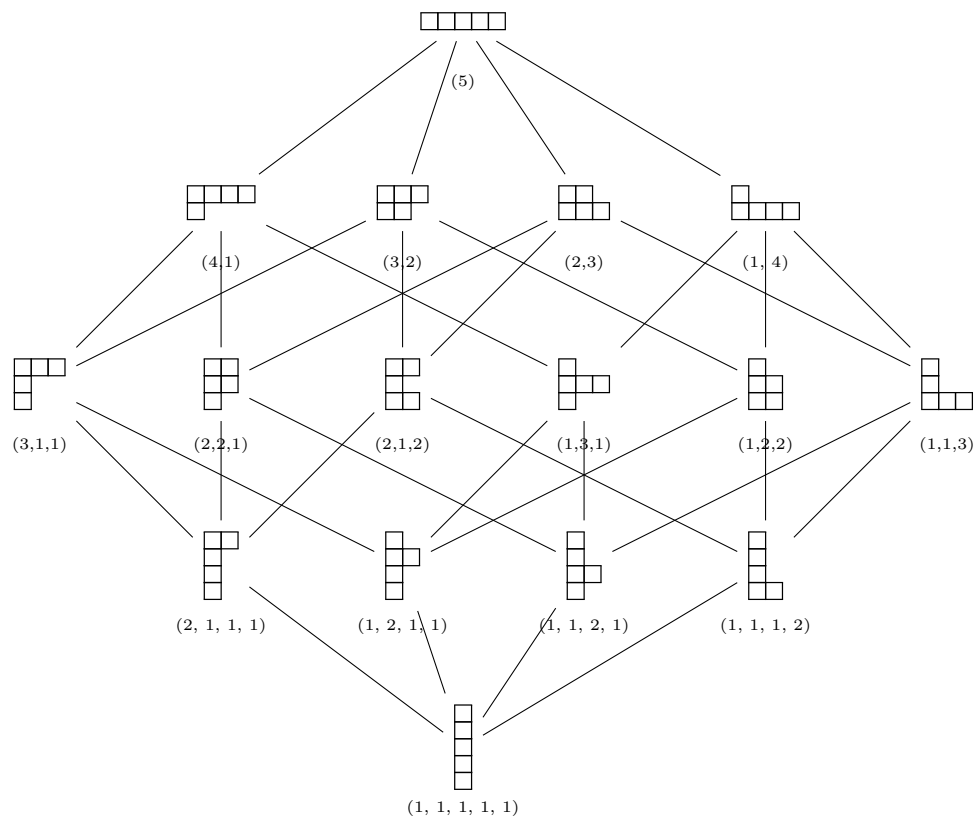 (5)
(4,1) (3,2) (2,3) (1, 4)
(3,1,1) (2,2,1) (2,1,2) (1,3,1) (1,2,2) (1,1,3)
(2, 1, 1, 1) (1, 2, 1, 1) (1, 1, 2, 1) (1, 1, 1, 2)
(1, 1, 1, 1, 1)